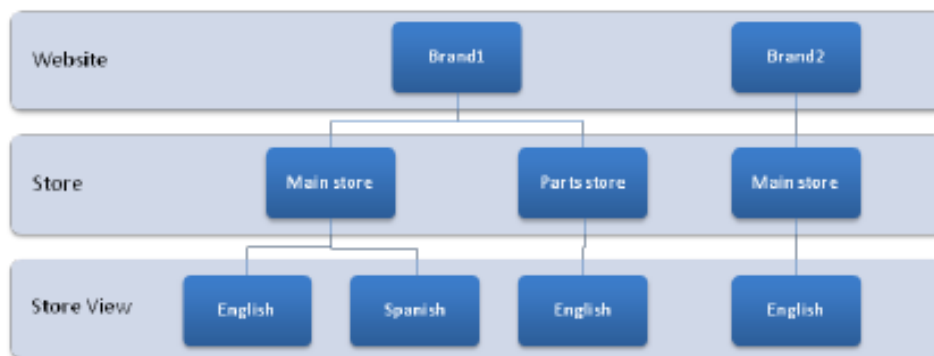 Website
Brand1
Brand2
Store
Main store
Parts store
Main store
Store View
English
Spanish
English
English